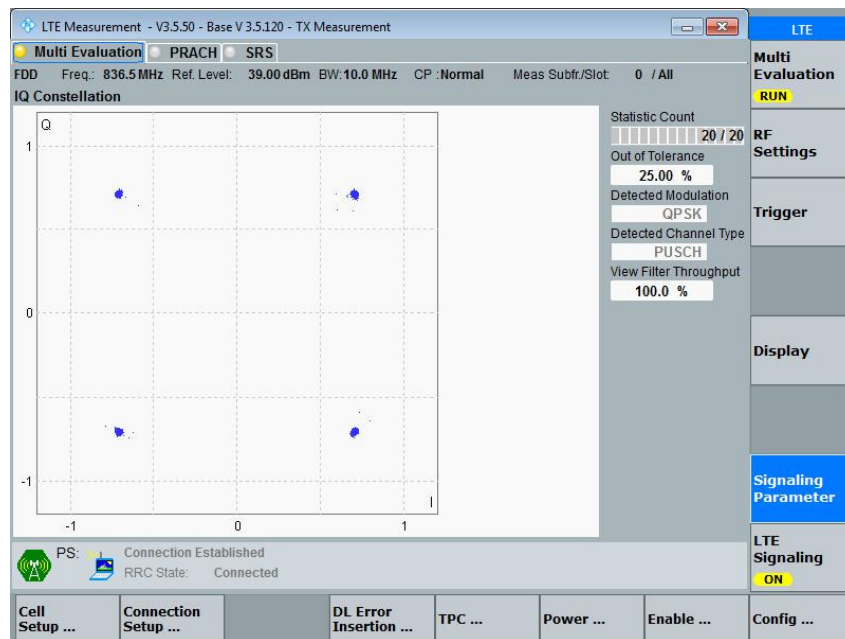 LTE Measurement - V3.5.50 - Base V 3.5.120 - TX Measurement
LTE
Multi Evaluation PRACH SRS
FDD Freq.: 836.5 MHz Ref. Level: 39.00 dBm BW: 10.0 MHz CP : Normal Meas Subfr./Slot: 0 / All
IQ Constellation
Q
1
0
-1
-1 0 1
I
Statistic Count
20 / 20
Out of Tolerance
25.00 %
Detected Modulation
QPSK
Detected Channel Type
PUSCH
View Filter Throughput
100.0 %
Multi
Evaluation
RUN
RF
Settings
Trigger
Display
Signaling
Parameter
LTE
Signaling
ON
PS: Connection Established
RRC State: Connected
Cell
Setup ...
Connection
Setup ...
DL Error
Insertion ...
TPC ...
Power ...
Enable ...
Config ...